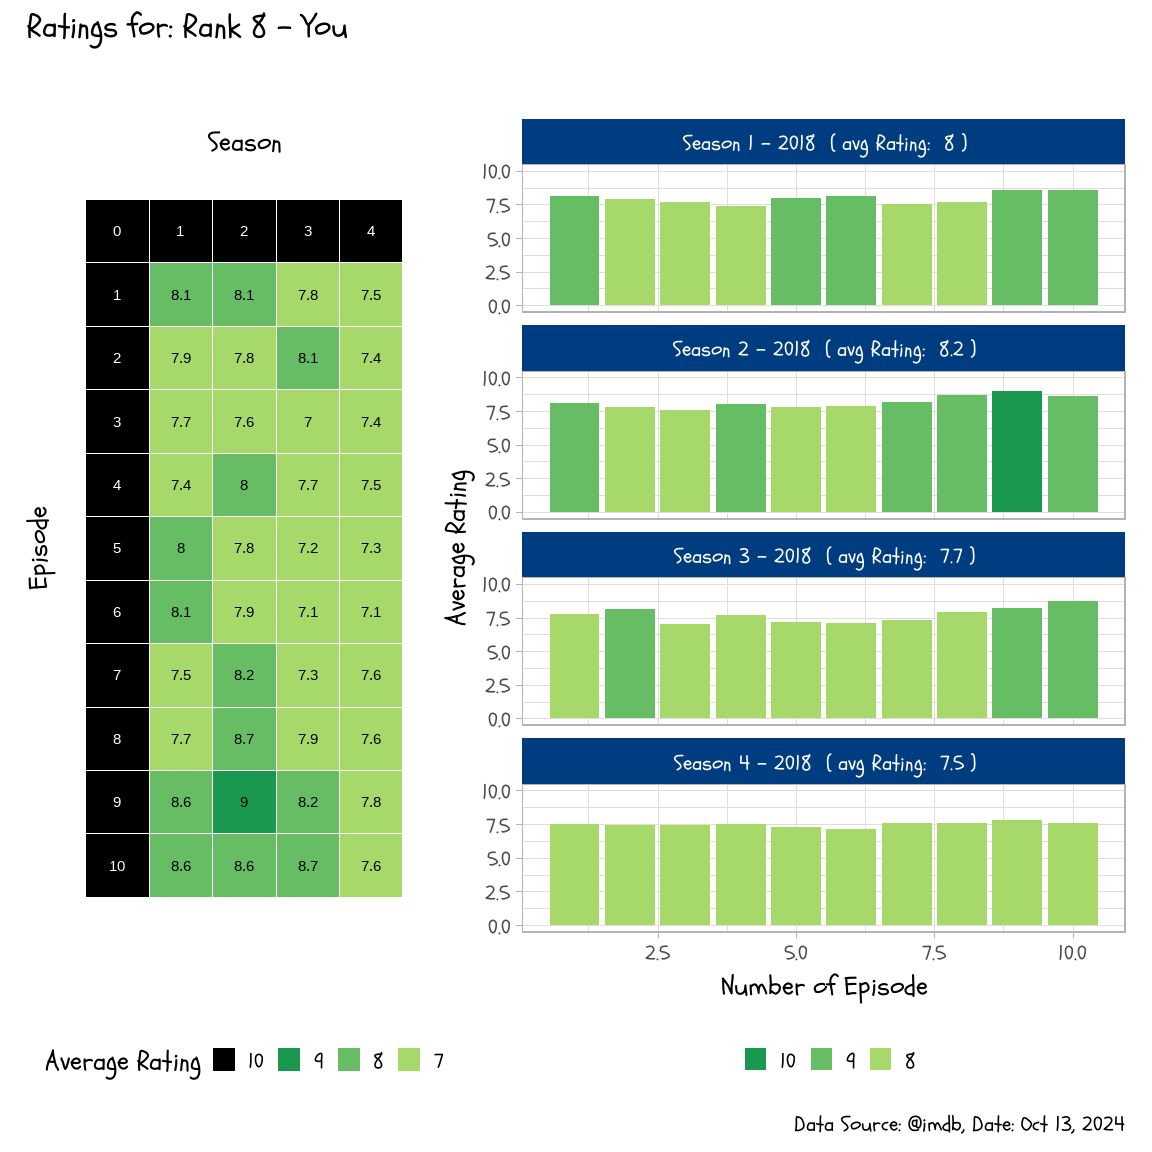 Ratings for: Rank 8 - You
Season
Episode
0 1 2 3 4
1 8.1 8.1 7.8 7.5
2 7.9 7.8 8.1 7.4
3 7.7 7.6 7 7.4
4 7.4 8 7.7 7.5
5 8 7.8 7.2 7.3
6 8.1 7.9 7.1 7.1
7 7.5 8.2 7.3 7.6
8 7.7 8.7 7.9 7.6
9 8.6 9 8.2 7.8
10 8.6 8.6 8.7 7.6
Average Rating
Season 1 - 2018 ( avg Rating: 8 )
10.0
7.5
5.0
2.5
0.0
Season 2 - 2018 ( avg Rating: 8.2 )
10.0
7.5
5.0
2.5
0.0
Season 3 - 2018 ( avg Rating: 7.7 )
10.0
7.5
5.0
2.5
0.0
Season 4 - 2018 ( avg Rating: 7.5 )
10.0
7.5
5.0
2.5
0.0
2.5 5.0 7.5 10.0
Number of Episode
Average Rating 10 9 8 7
10 9 8
Data Source: @imdb, Date: Oct 13, 2024